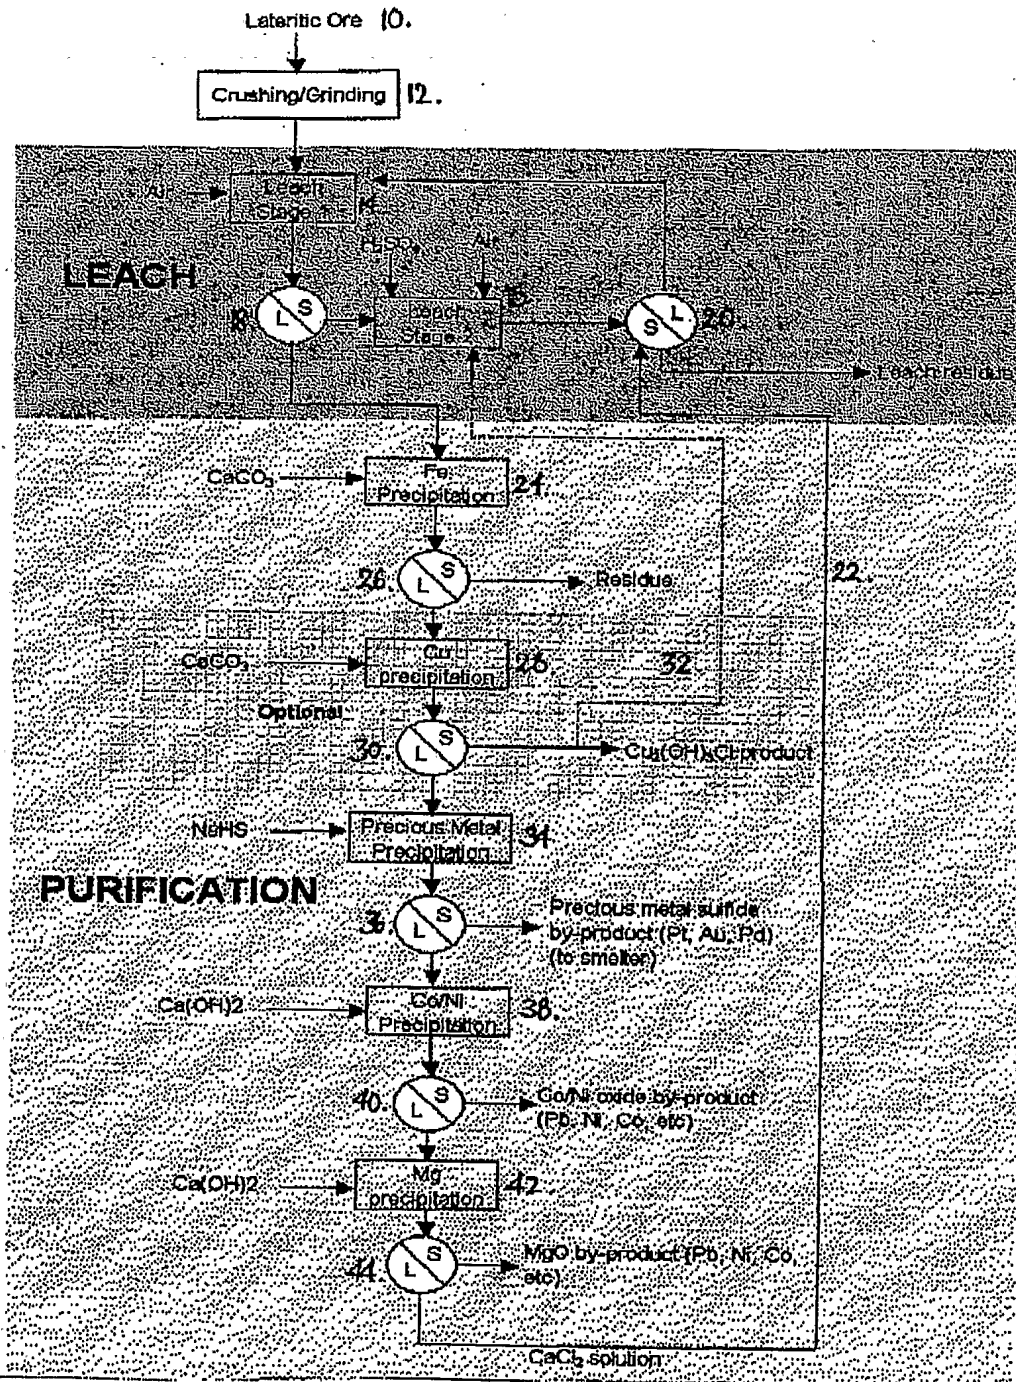 Lateritic Ore 10.
Crushing/Grinding 12.
Air
Leach
Stage 1
H₂SO₄
Air
LEACH
18
L S
Leach
Stage 2
S L
20.
Leach residue
CaCO₃
Fe
Precipitation
24.
26.
L S
Residue
22.
CaCO₃
Cu
precipitation
28.
32
Optional
30.
L S
NaHS
Precious Metal
Precipitation
34
PURIFICATION
36.
L S
Precious metal sulfide
by-product (Pt, Au, Pd)
(to smelter)
Ca(OH)2
Co/Ni
Precipitation
38.
40.
L S
Co/Ni oxide by-product
(Pb, Ni, Co, etc)
Ca(OH)2
Mg
precipitation
42
44.
L S
MgO by-product (Pb, Ni, Co,
etc)
CaCl₂ solution